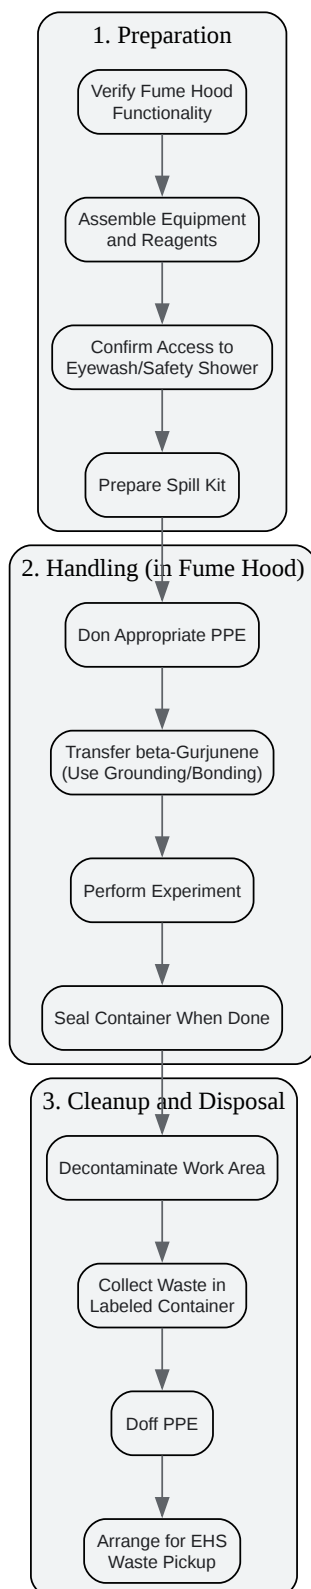 1. Preparation
Verify Fume Hood
Functionality
Assemble Equipment
and Reagents
Confirm Access to
Eyewash/Safety Shower
Prepare Spill Kit
2. Handling (in Fume Hood)
Don Appropriate PPE
Transfer beta-Gurjunene
(Use Grounding/Bonding)
Perform Experiment
Seal Container When Done
3. Cleanup and Disposal
Decontaminate Work Area
Collect Waste in
Labeled Container
Doff PPE
Arrange for EHS
Waste Pickup